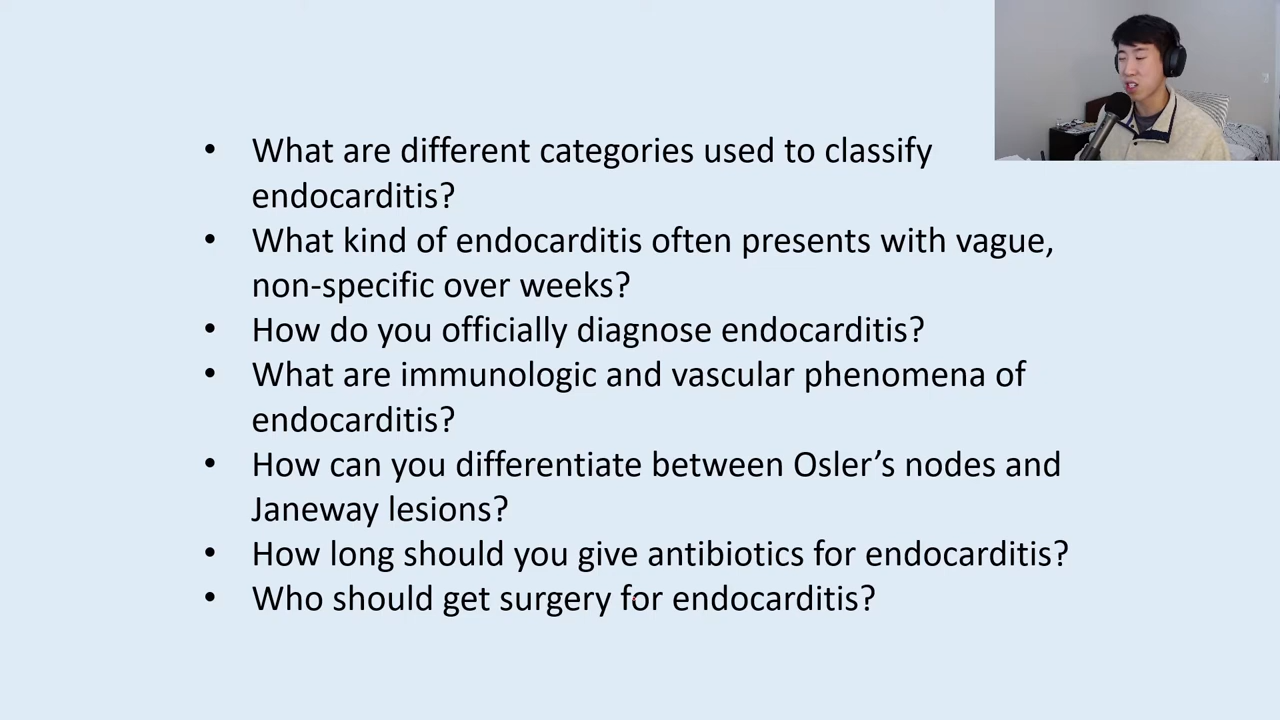 • What are different categories used to classify
endocarditis?
• What kind of endocarditis often presents with vague,
non-specific over weeks?
• How do you officially diagnose endocarditis?
• What are immunologic and vascular phenomena of
endocarditis?
• How can you differentiate between Osler’s nodes and
Janeway lesions?
• How long should you give antibiotics for endocarditis?
• Who should get surgery for endocarditis?